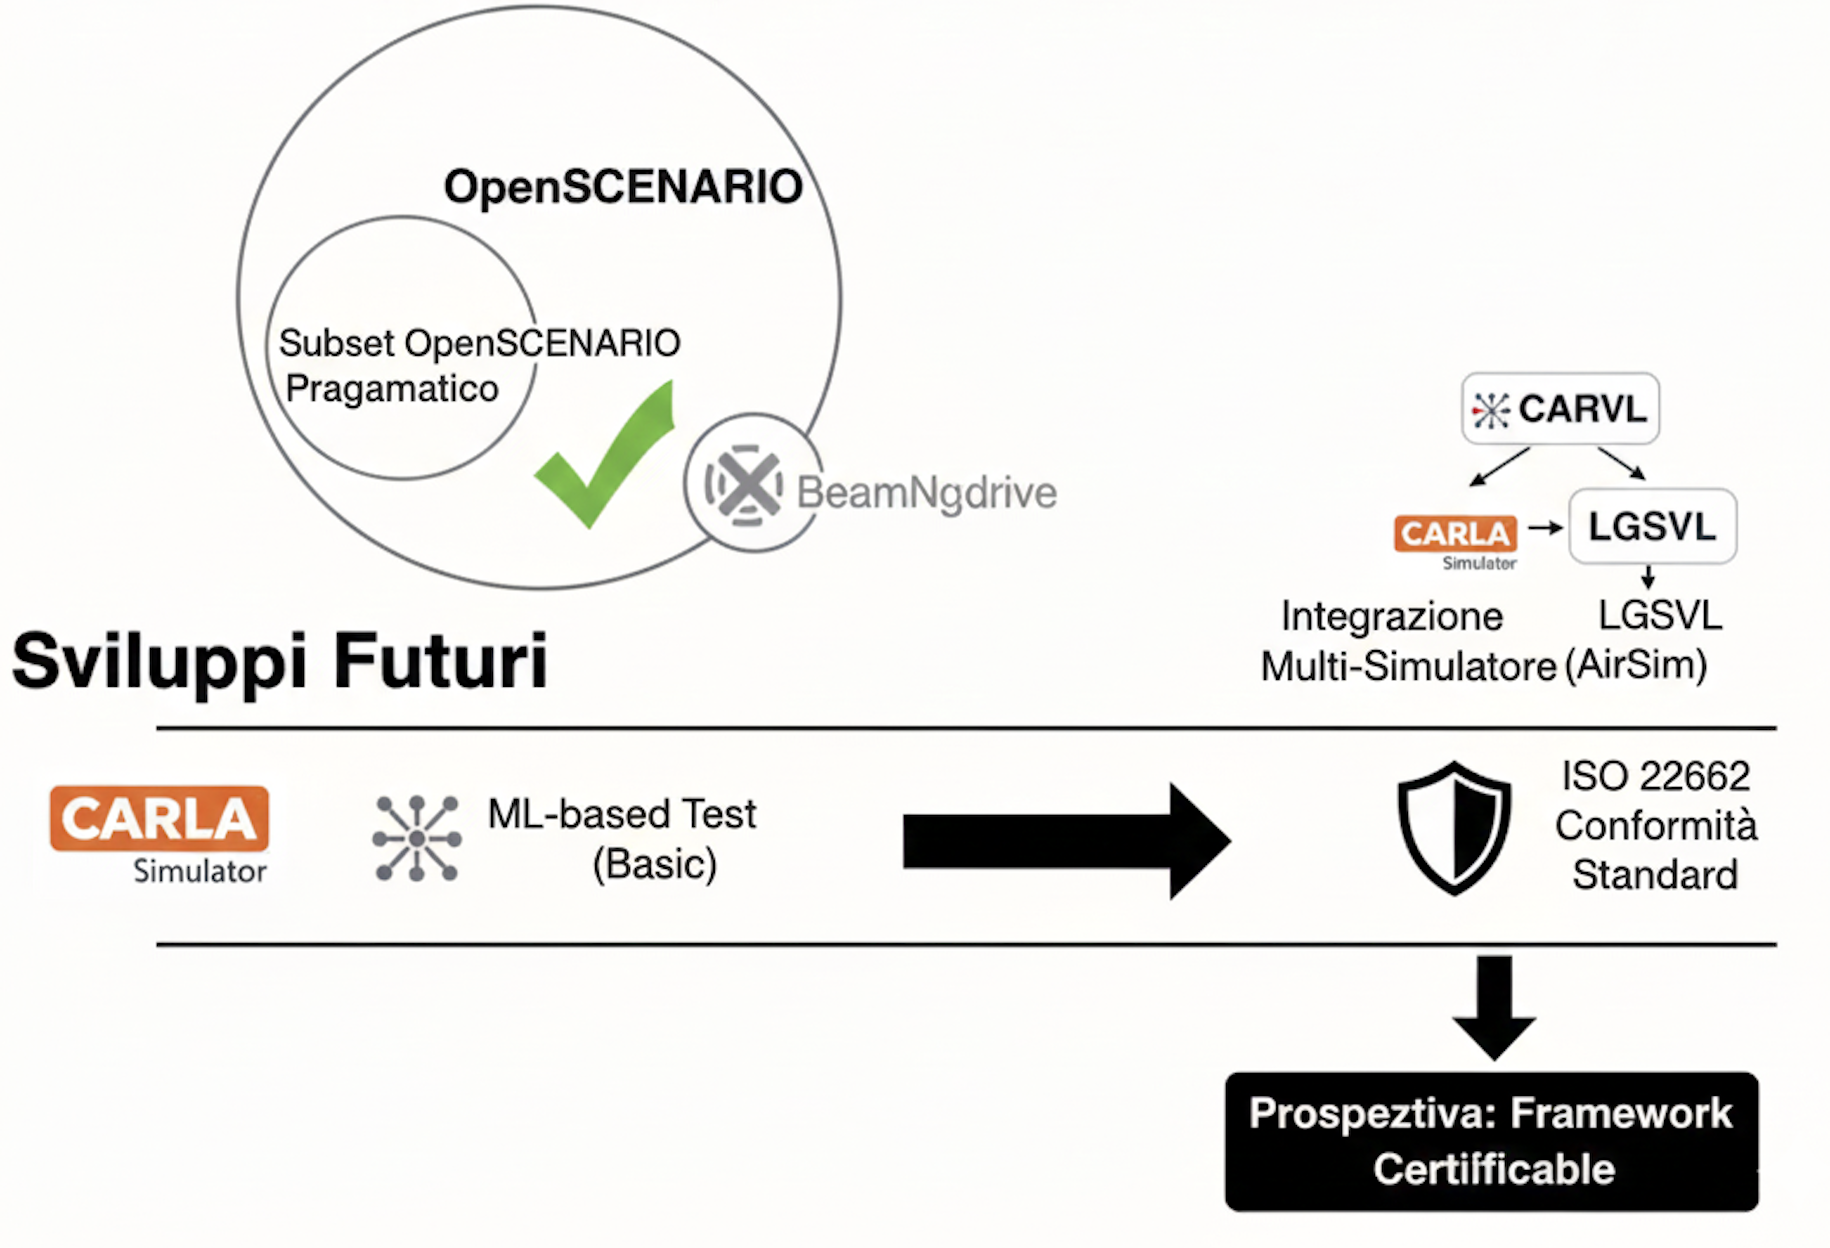 OpenSCENARIO
Subset OpenSCENARIO
Pragamatico
BeamNgdrive
CARVL
CARLA
Simulator
LGSVL
Integrazione
Multi-Simulatore
LGSVL
(AirSim)
Sviluppi Futuri
CARLA
Simulator
ML-based Test
(Basic)
ISO 22662
Conformità
Standard
Prospeztiva: Framework
Certifficable